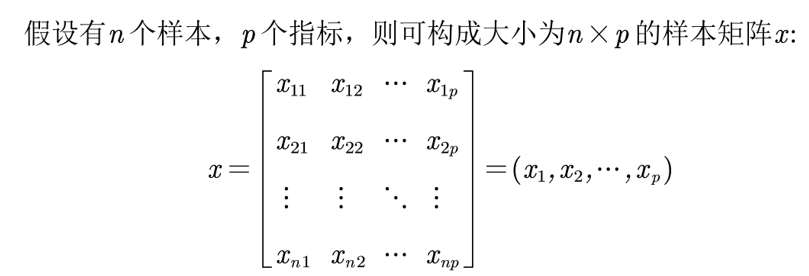 假设有n个样本，p个指标，则可构成大小为n×p的样本矩阵x:
x₁₁ x₁₂ ⋯ x₁ₚ
x₂₁ x₂₂ ⋯ x₂ₚ
x = [⋮ ⋮ ⋱ ⋮] = (x₁,x₂,⋯,xₚ)
xₙ₁ xₙ₂ ⋯ xₙₚ